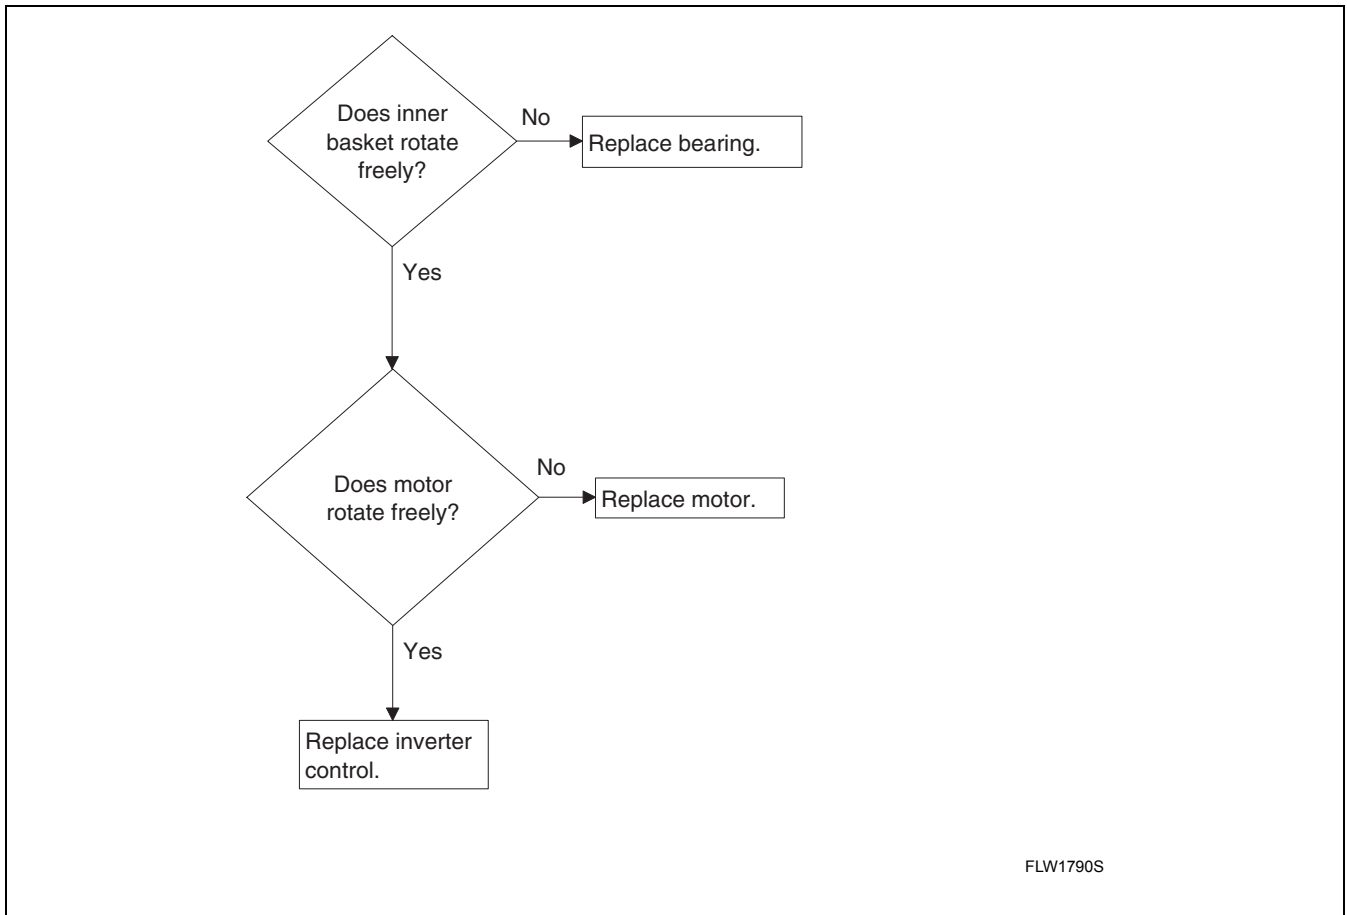 Does inner
basket rotate
freely?
No
Replace bearing.
Yes
Does motor
rotate freely?
No
Replace motor.
Yes
Replace inverter
control.
FLW1790S